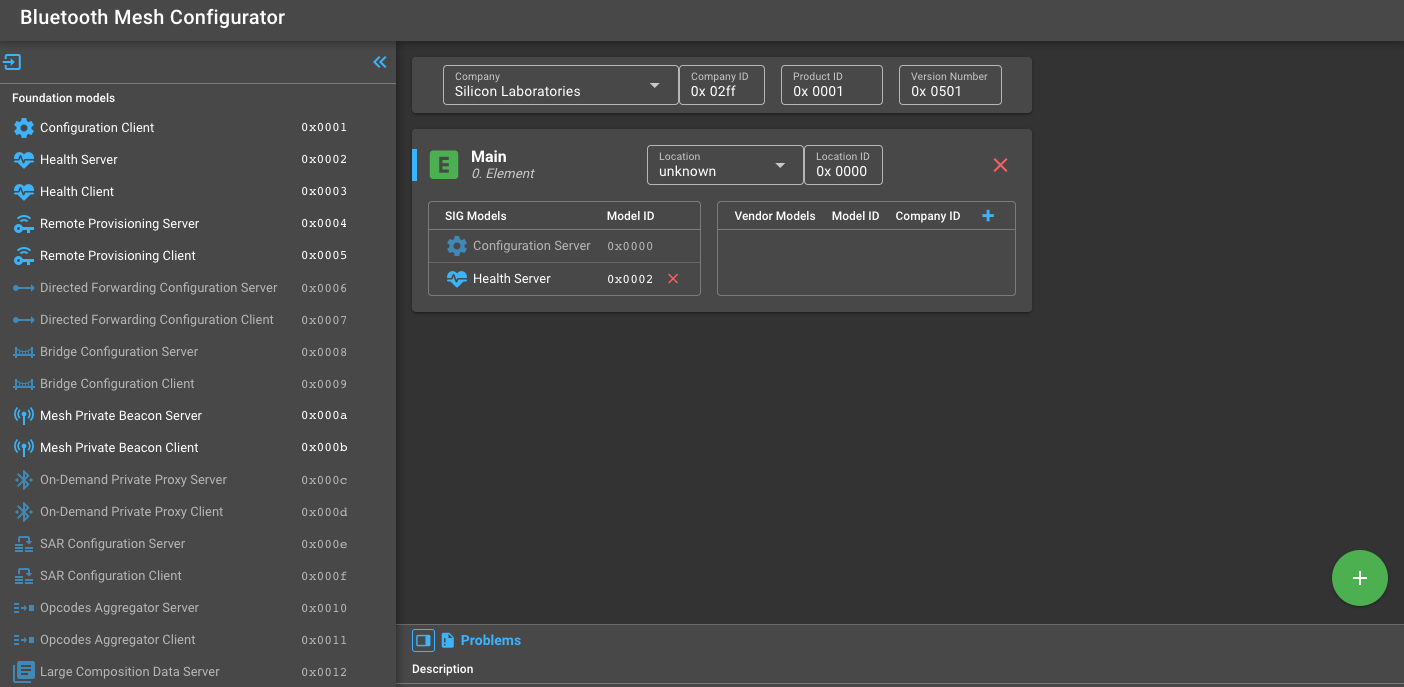 Bluetooth Mesh Configurator
Foundation models
Configuration Client 0x0001
Health Server 0x0002
Health Client 0x0003
Remote Provisioning Server 0x0004
Remote Provisioning Client 0x0005
Directed Forwarding Configuration Server 0x0006
Directed Forwarding Configuration Client 0x0007
Bridge Configuration Server 0x0008
Bridge Configuration Client 0x0009
Mesh Private Beacon Server 0x000a
Mesh Private Beacon Client 0x000b
On-Demand Private Proxy Server 0x000c
On-Demand Private Proxy Client 0x000d
SAR Configuration Server 0x000e
SAR Configuration Client 0x000f
Opcodes Aggregator Server 0x0010
Opcodes Aggregator Client 0x0011
Large Composition Data Server 0x0012
Company Company ID Product ID Version Number
Silicon Laboratories 0x 02ff 0x 0001 0x 0501
E
Main
0. Element
Location Location ID
unknown 0x 0000
SIG Models Model ID
Configuration Server 0x0000
Health Server 0x0002
Vendor Models Model ID Company ID
Problems
Description